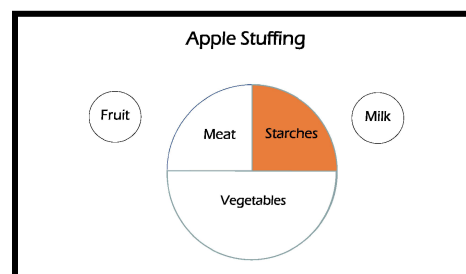 Apple Stuffing
Fruit
Meat
Starches
Milk
Vegetables